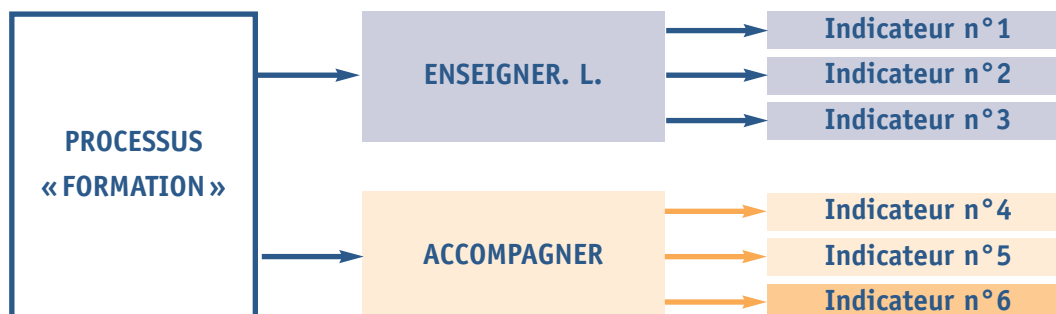 PROCESSUS
« FORMATION »
ENSEIGNER. L.
Indicateur n°1
Indicateur n°2
Indicateur n°3
ACCOMPAGNER
Indicateur n°4
Indicateur n°5
Indicateur n°6